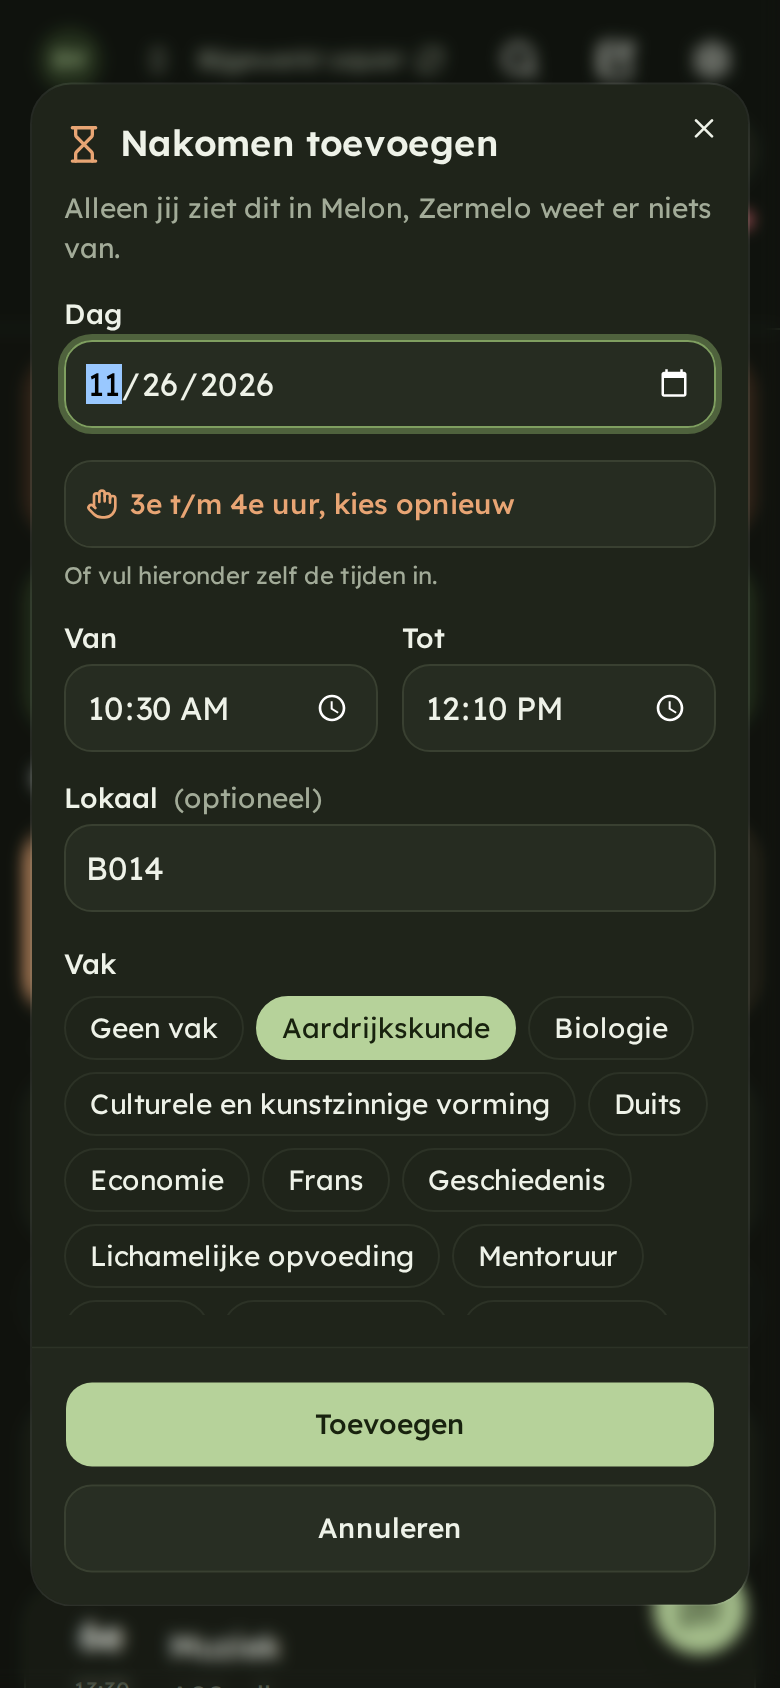 Nakomen toevoegen
Alleen jij ziet dit in Melon, Zermelo weet er niets
van.
Dag
11/26/2026
3e t/m 4e uur, kies opnieuw
Of vul hieronder zelf de tijden in.
Van Tot
10:30 AM 12:10 PM
Lokaal (optioneel)
B014
Vak
Geen vak Aardrijkskunde Biologie
Culturele en kunstzinnige vorming Duits
Economie Frans Geschiedenis
Lichamelijke opvoeding Mentoruur
Toevoegen
Annuleren
Muziek